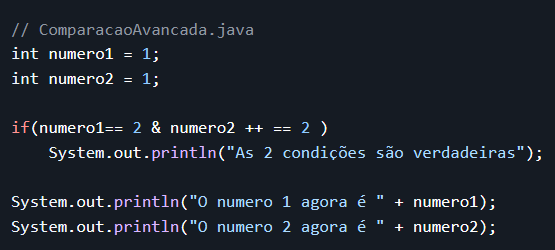 // ComparacaoAvancada.java
int numero1 = 1;
int numero2 = 1;

if(numero1== 2 & numero2 ++ == 2 )
    System.out.println("As 2 condições são verdadeiras");

System.out.println("O numero 1 agora é " + numero1);
System.out.println("O numero 2 agora é " + numero2);